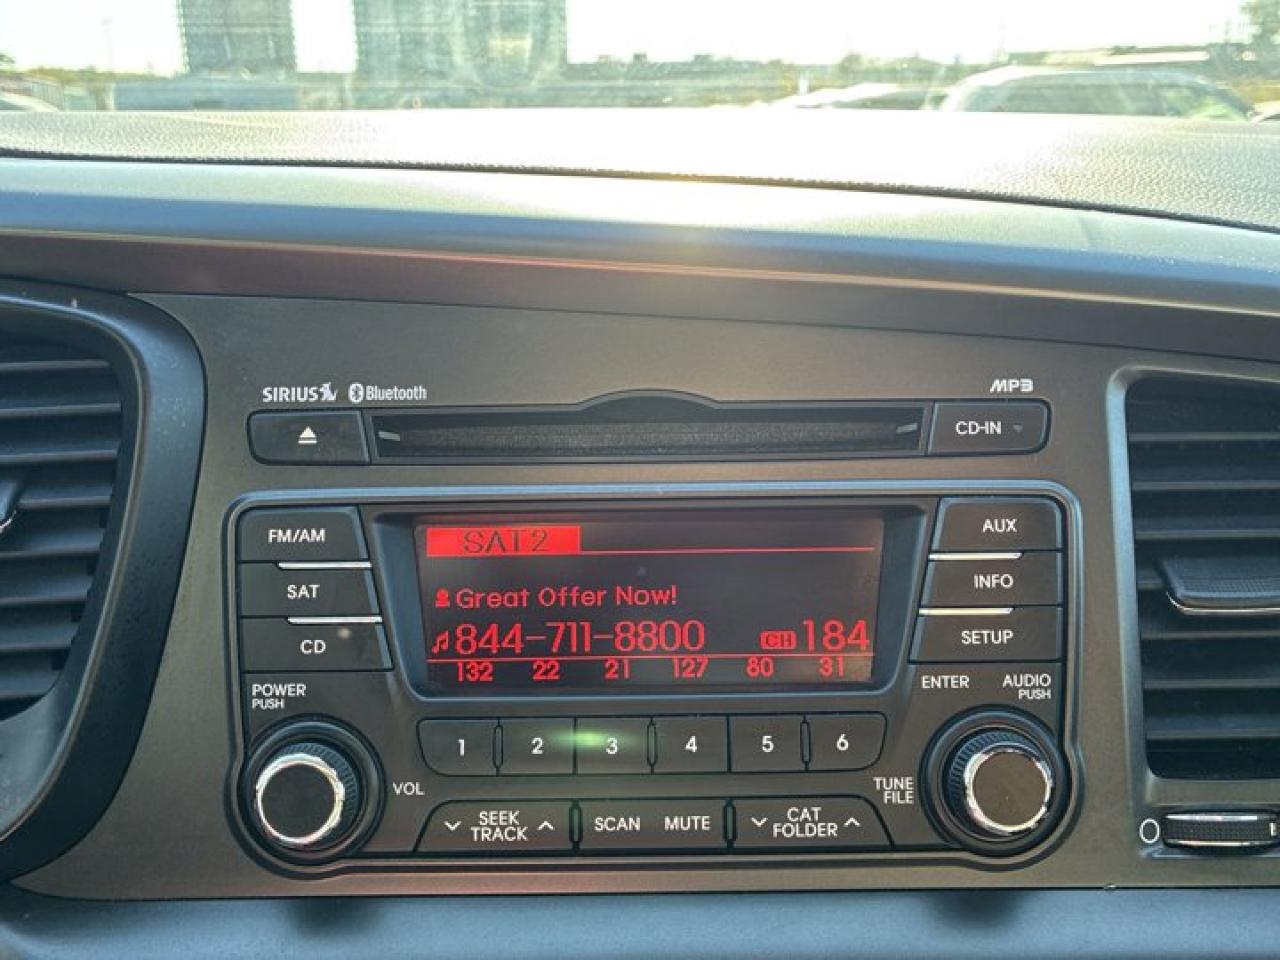 SIRIUS Bluetooth
MP3
CD-IN
FM/AM
SAT
CD
SAT2
Great Offer Now!
844-711-8800 CH 184
132 22 21 127 80 31
AUX
INFO
SETUP
POWER
PUSH
ENTER
AUDIO
PUSH
1 2 3 4 5 6
VOL
TUNE
FILE
SEEK
TRACK
SCAN MUTE
CAT
FOLDER